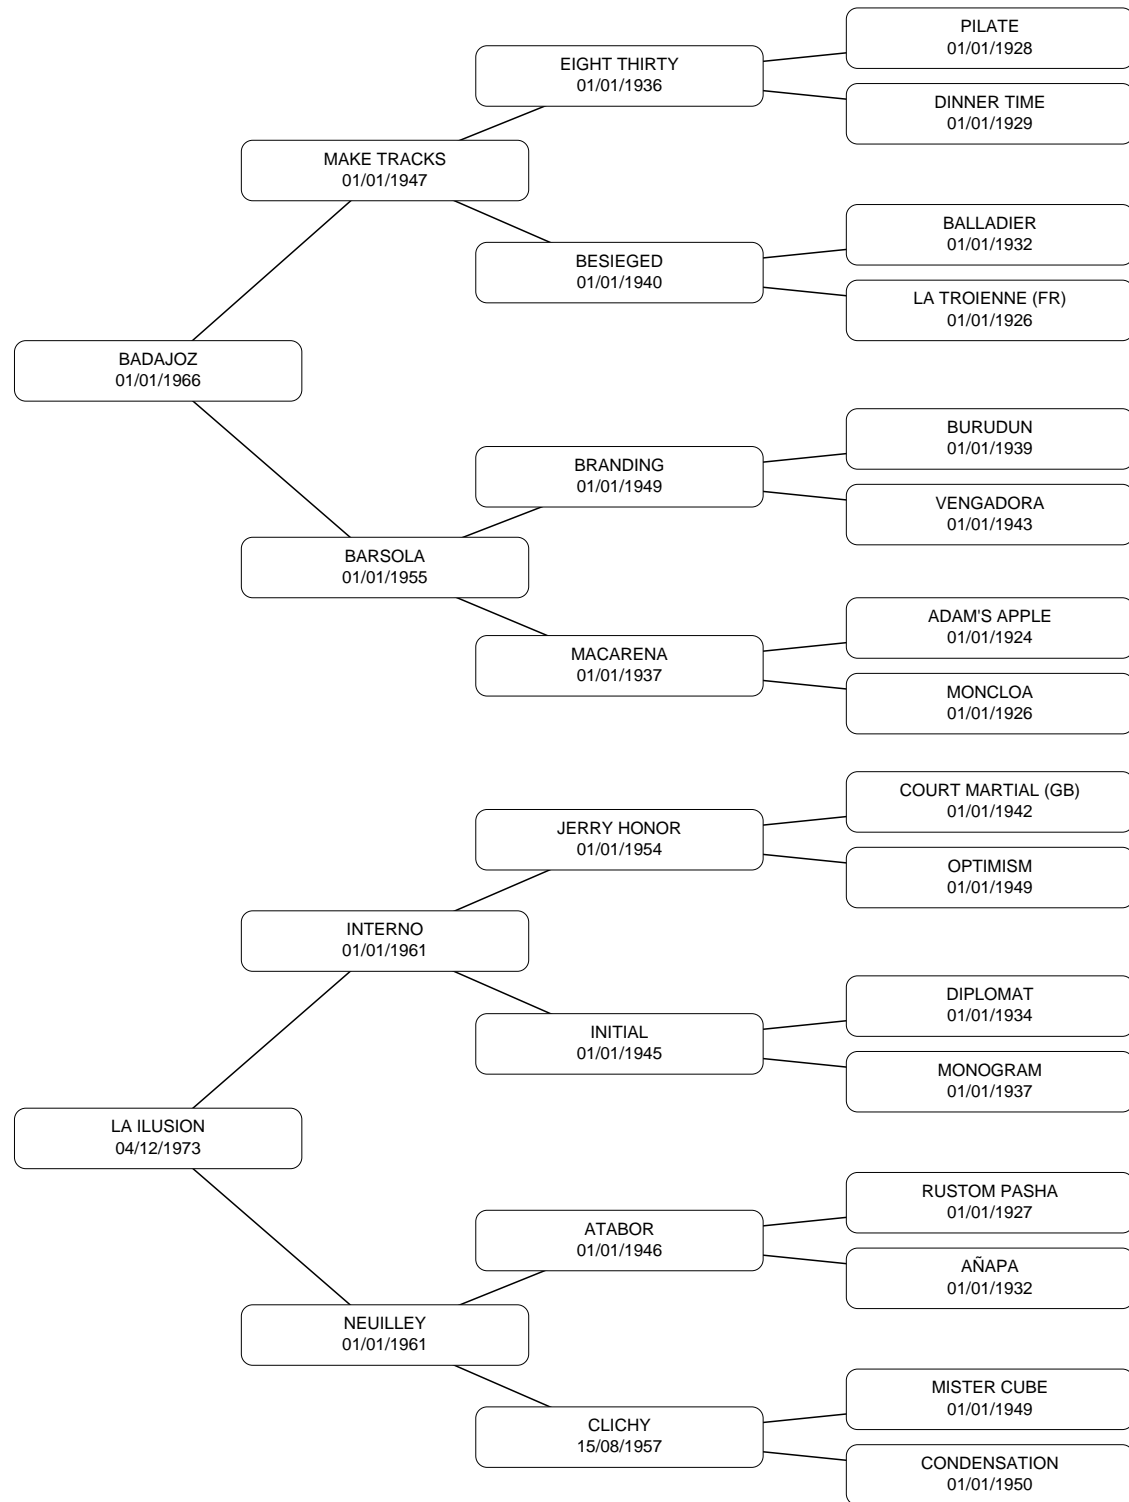 PILATE
01/01/1928
EIGHT THIRTY
01/01/1936
DINNER TIME
01/01/1929
MAKE TRACKS
01/01/1947
BALLADIER
01/01/1932
BESIEGED
01/01/1940
LA TROIENNE (FR)
01/01/1926
BADAJOZ
01/01/1966
BURUDUN
01/01/1939
BRANDING
01/01/1949
VENGADORA
01/01/1943
BARSOLA
01/01/1955
ADAM'S APPLE
01/01/1924
MACARENA
01/01/1937
MONCLOA
01/01/1926
COURT MARTIAL (GB)
01/01/1942
JERRY HONOR
01/01/1954
OPTIMISM
01/01/1949
INTERNO
01/01/1961
DIPLOMAT
01/01/1934
INITIAL
01/01/1945
MONOGRAM
01/01/1937
LA ILUSION
04/12/1973
RUSTOM PASHA
01/01/1927
ATABOR
01/01/1946
AÑAPA
01/01/1932
NEUILLEY
01/01/1961
MISTER CUBE
01/01/1949
CLICHY
15/08/1957
CONDENSATION
01/01/1950